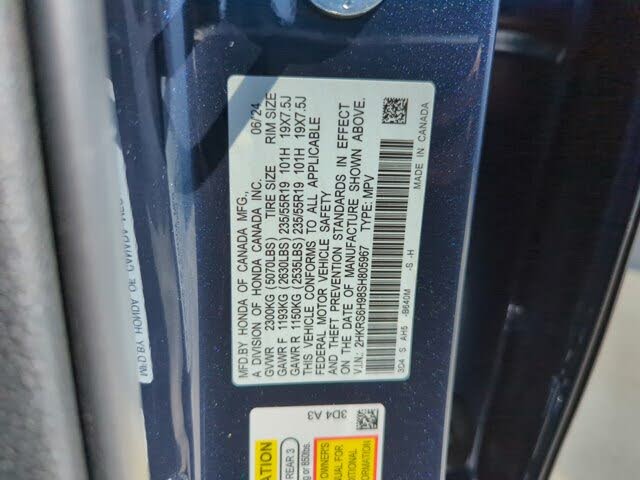 MFD.BY HONDA OF CANADA MFG.,
A DIVISION OF HONDA CANADA INC. 06/24
GVWR 2300KG (5070LBS) TIRE SIZE RIM SIZE
GAWR F 1193KG (2630LBS) 235/55R19 101H 19X7.5J
GAWR R 1150KG (2535LBS) 235/55R19 101H 19X7.5J
THIS VEHICLE CONFORMS TO ALL APPLICABLE
FEDERAL MOTOR VEHICLE SAFETY
AND THEFT PREVENTION STANDARDS IN EFFECT
ON THE DATE OF MANUFACTURE SHOWN ABOVE.
V.I.N.: 2HKRS6H98SH805967 TYPE: MPV
3D4 S AH5 -B640M -S -H
MADE IN CANADA
3D4 A3
REAR 3
OWNER'S